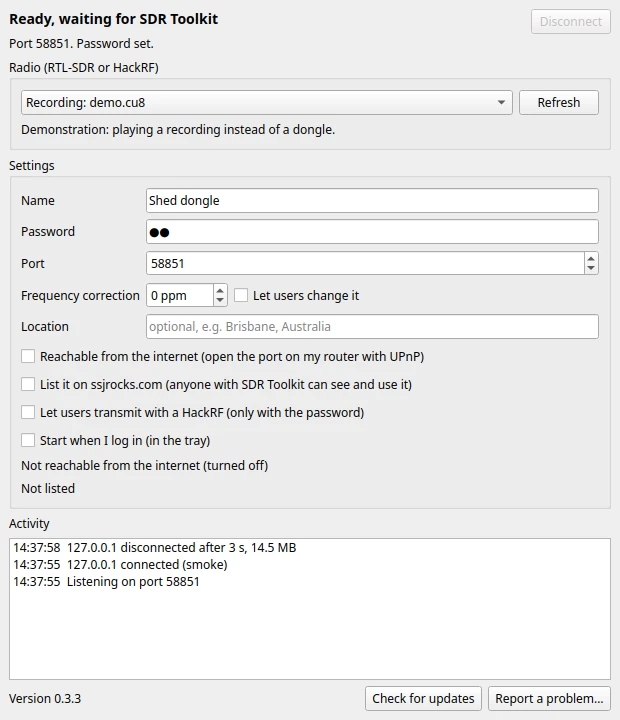 Ready, waiting for SDR Toolkit
Disconnect
Port 58851. Password set.
Radio (RTL-SDR or HackRF)
Recording: demo.cu8
Refresh
Demonstration: playing a recording instead of a dongle.
Settings
Name
Shed dongle
Password
●●
Port
58851
Frequency correction
0 ppm
Let users change it
Location
optional, e.g. Brisbane, Australia
Reachable from the internet (open the port on my router with UPnP)
List it on ssjrocks.com (anyone with SDR Toolkit can see and use it)
Let users transmit with a HackRF (only with the password)
Start when I log in (in the tray)
Not reachable from the internet (turned off)
Not listed
Activity
14:37:58 127.0.0.1 disconnected after 3 s, 14.5 MB
14:37:55 127.0.0.1 connected (smoke)
14:37:55 Listening on port 58851
Version 0.3.3
Check for updates
Report a problem...